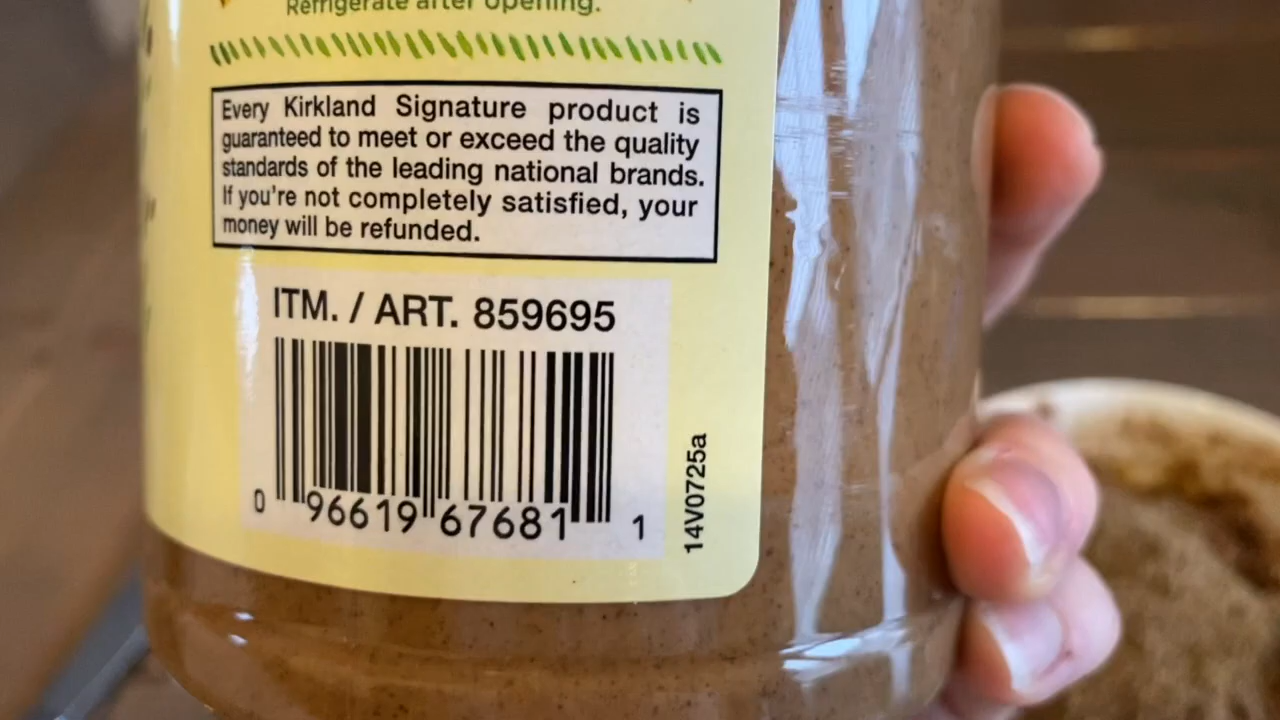 Refrigerate after opening.
Every Kirkland Signature product is
guaranteed to meet or exceed the quality
standards of the leading national brands.
If you're not completely satisfied, your
money will be refunded.
ITM. / ART. 859695
0 96619 67681 1
14V0725a